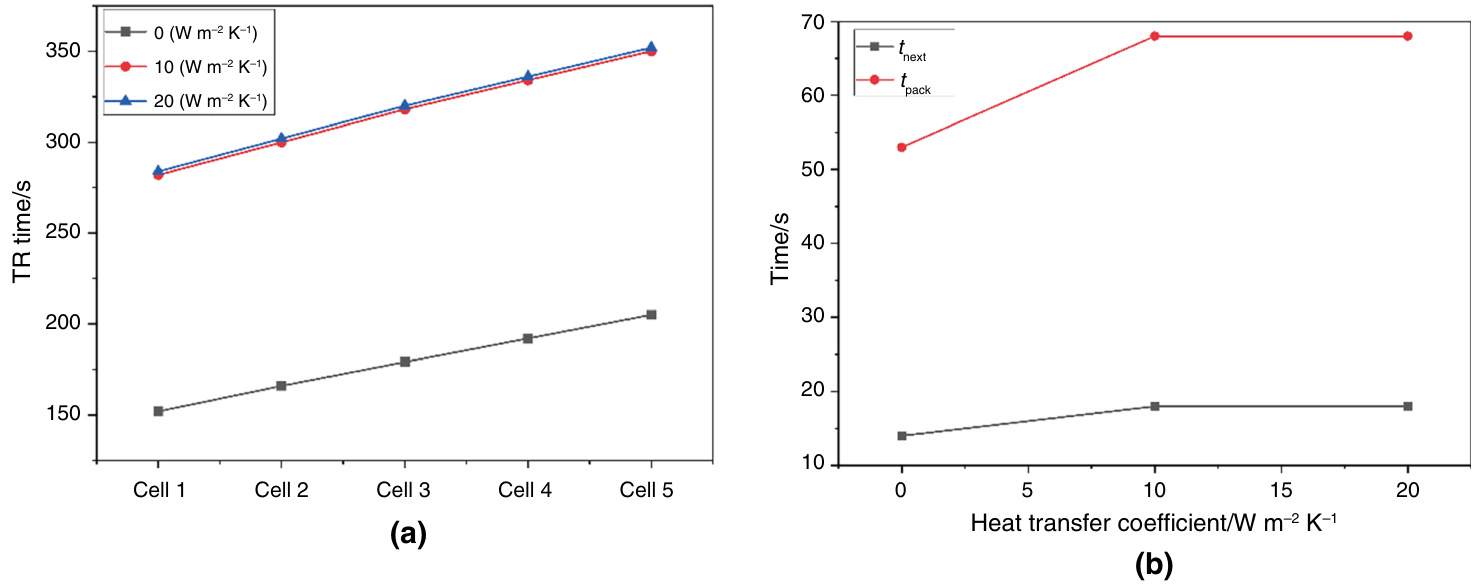 0 (W m⁻² K⁻¹)
10 (W m⁻² K⁻¹)
20 (W m⁻² K⁻¹)
350
300
250
200
150
TR time/s
Cell 1 Cell 2 Cell 3 Cell 4 Cell 5
(a)
t_next
t_pack
70
60
50
40
30
20
10
Time/s
0 5 10 15 20
Heat transfer coefficient/W m⁻² K⁻¹
(b)